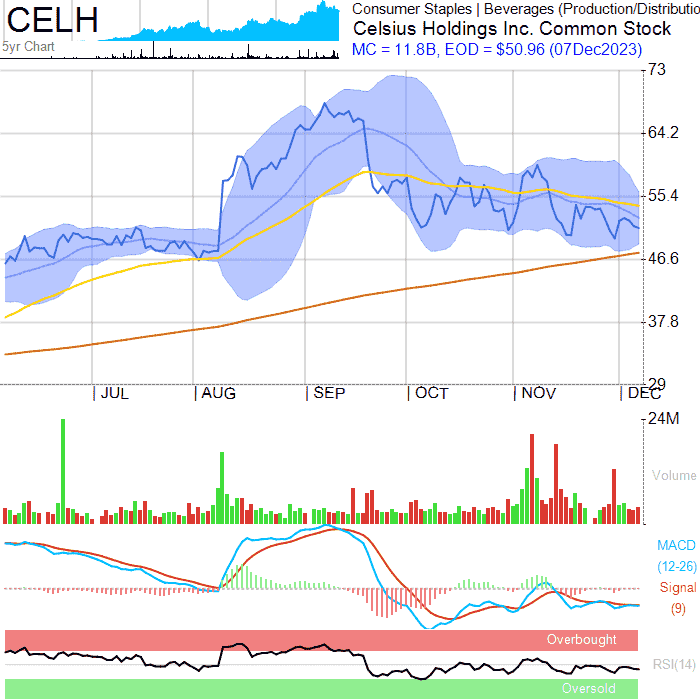 CELH
5yr Chart
Consumer Staples | Beverages (Production/Distributio
Celsius Holdings Inc. Common Stock
MC = 11.8B, EOD = $50.96 (07Dec2023)
73
64.2
55.4
46.6
37.8
29
JUL AUG SEP OCT NOV DEC
24M
Volume
MACD
(12-26)
Signal
(9)
Overbought
RSI(14)
Oversold